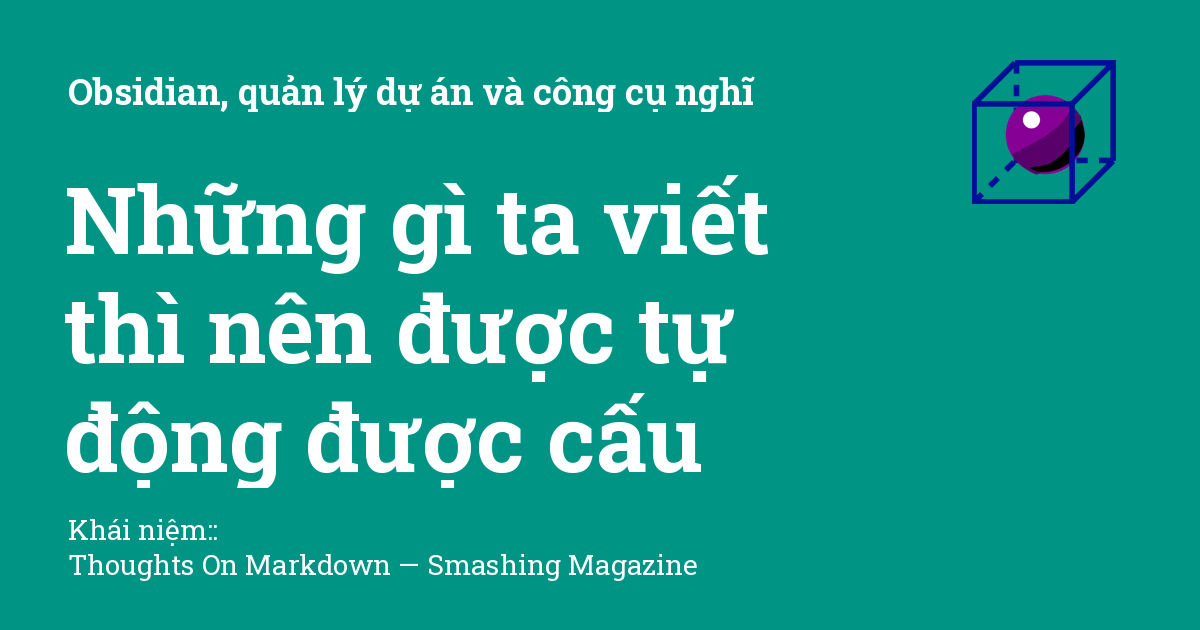 Obsidian, quản lý dự án và công cụ nghĩ
Những gì ta viết
thì nên được tự
động được cấu
Khái niệm::
Thoughts On Markdown — Smashing Magazine